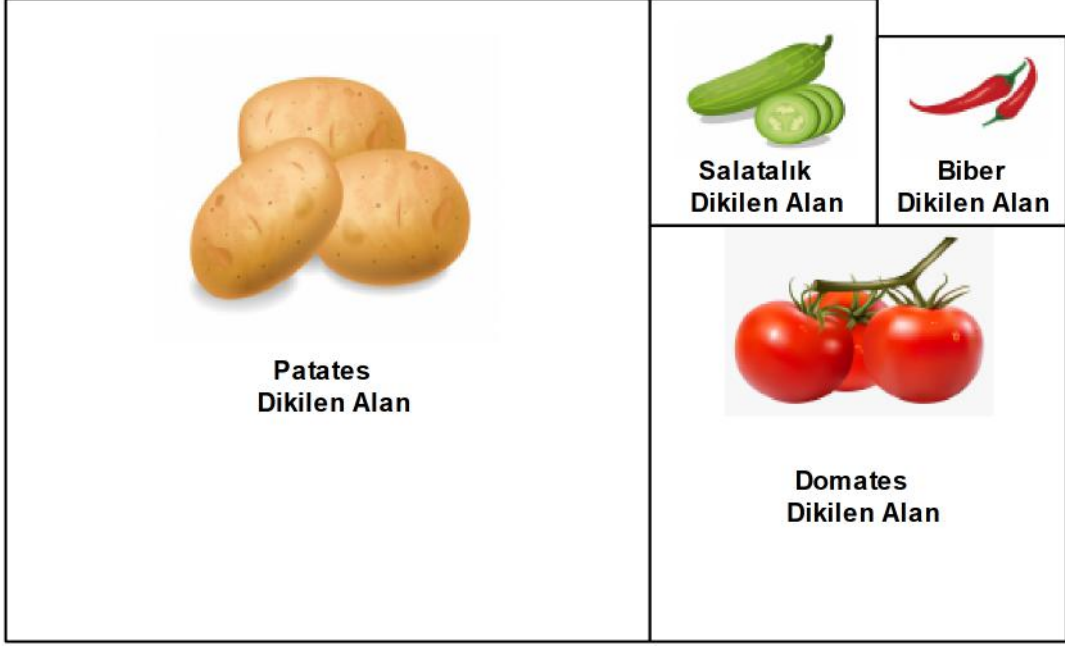 Patates
Dikilen Alan
Salatalık
Dikilen Alan
Biber
Dikilen Alan
Domates
Dikilen Alan